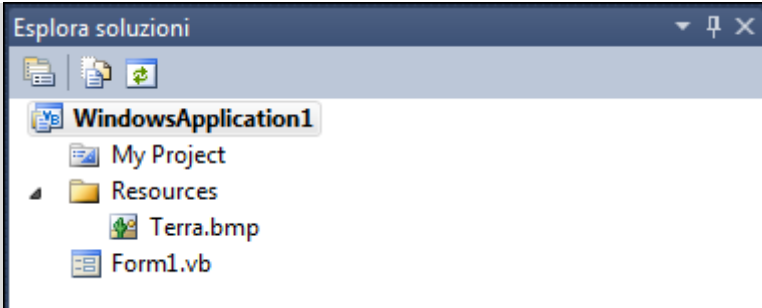 Esplora soluzioni
WindowsApplication1
My Project
Resources
Terra.bmp
Form1.vb